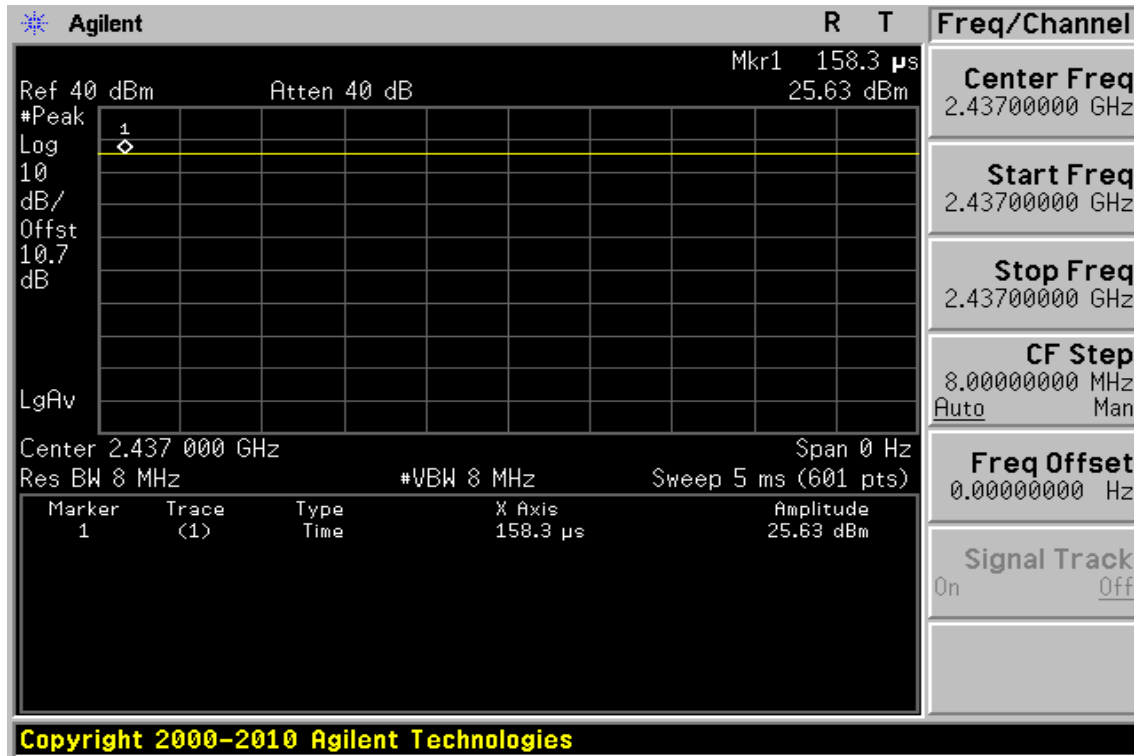 Agilent R T Freq/Channel
Mkr1 158.3 µs
Ref 40 dBm Atten 40 dB 25.63 dBm
#Peak
Log
10
dB/
Offst
10.7
dB
LgAv
1
Center 2.437 000 GHz Span 0 Hz
Res BW 8 MHz #VBW 8 MHz Sweep 5 ms (601 pts)
Marker Trace Type X Axis Amplitude
1 (1) Time 158.3 µs 25.63 dBm
Center Freq
2.43700000 GHz
Start Freq
2.43700000 GHz
Stop Freq
2.43700000 GHz
CF Step
8.00000000 MHz
Auto Man
Freq Offset
0.00000000 Hz
Signal Track
On Off
Copyright 2000-2010 Agilent Technologies